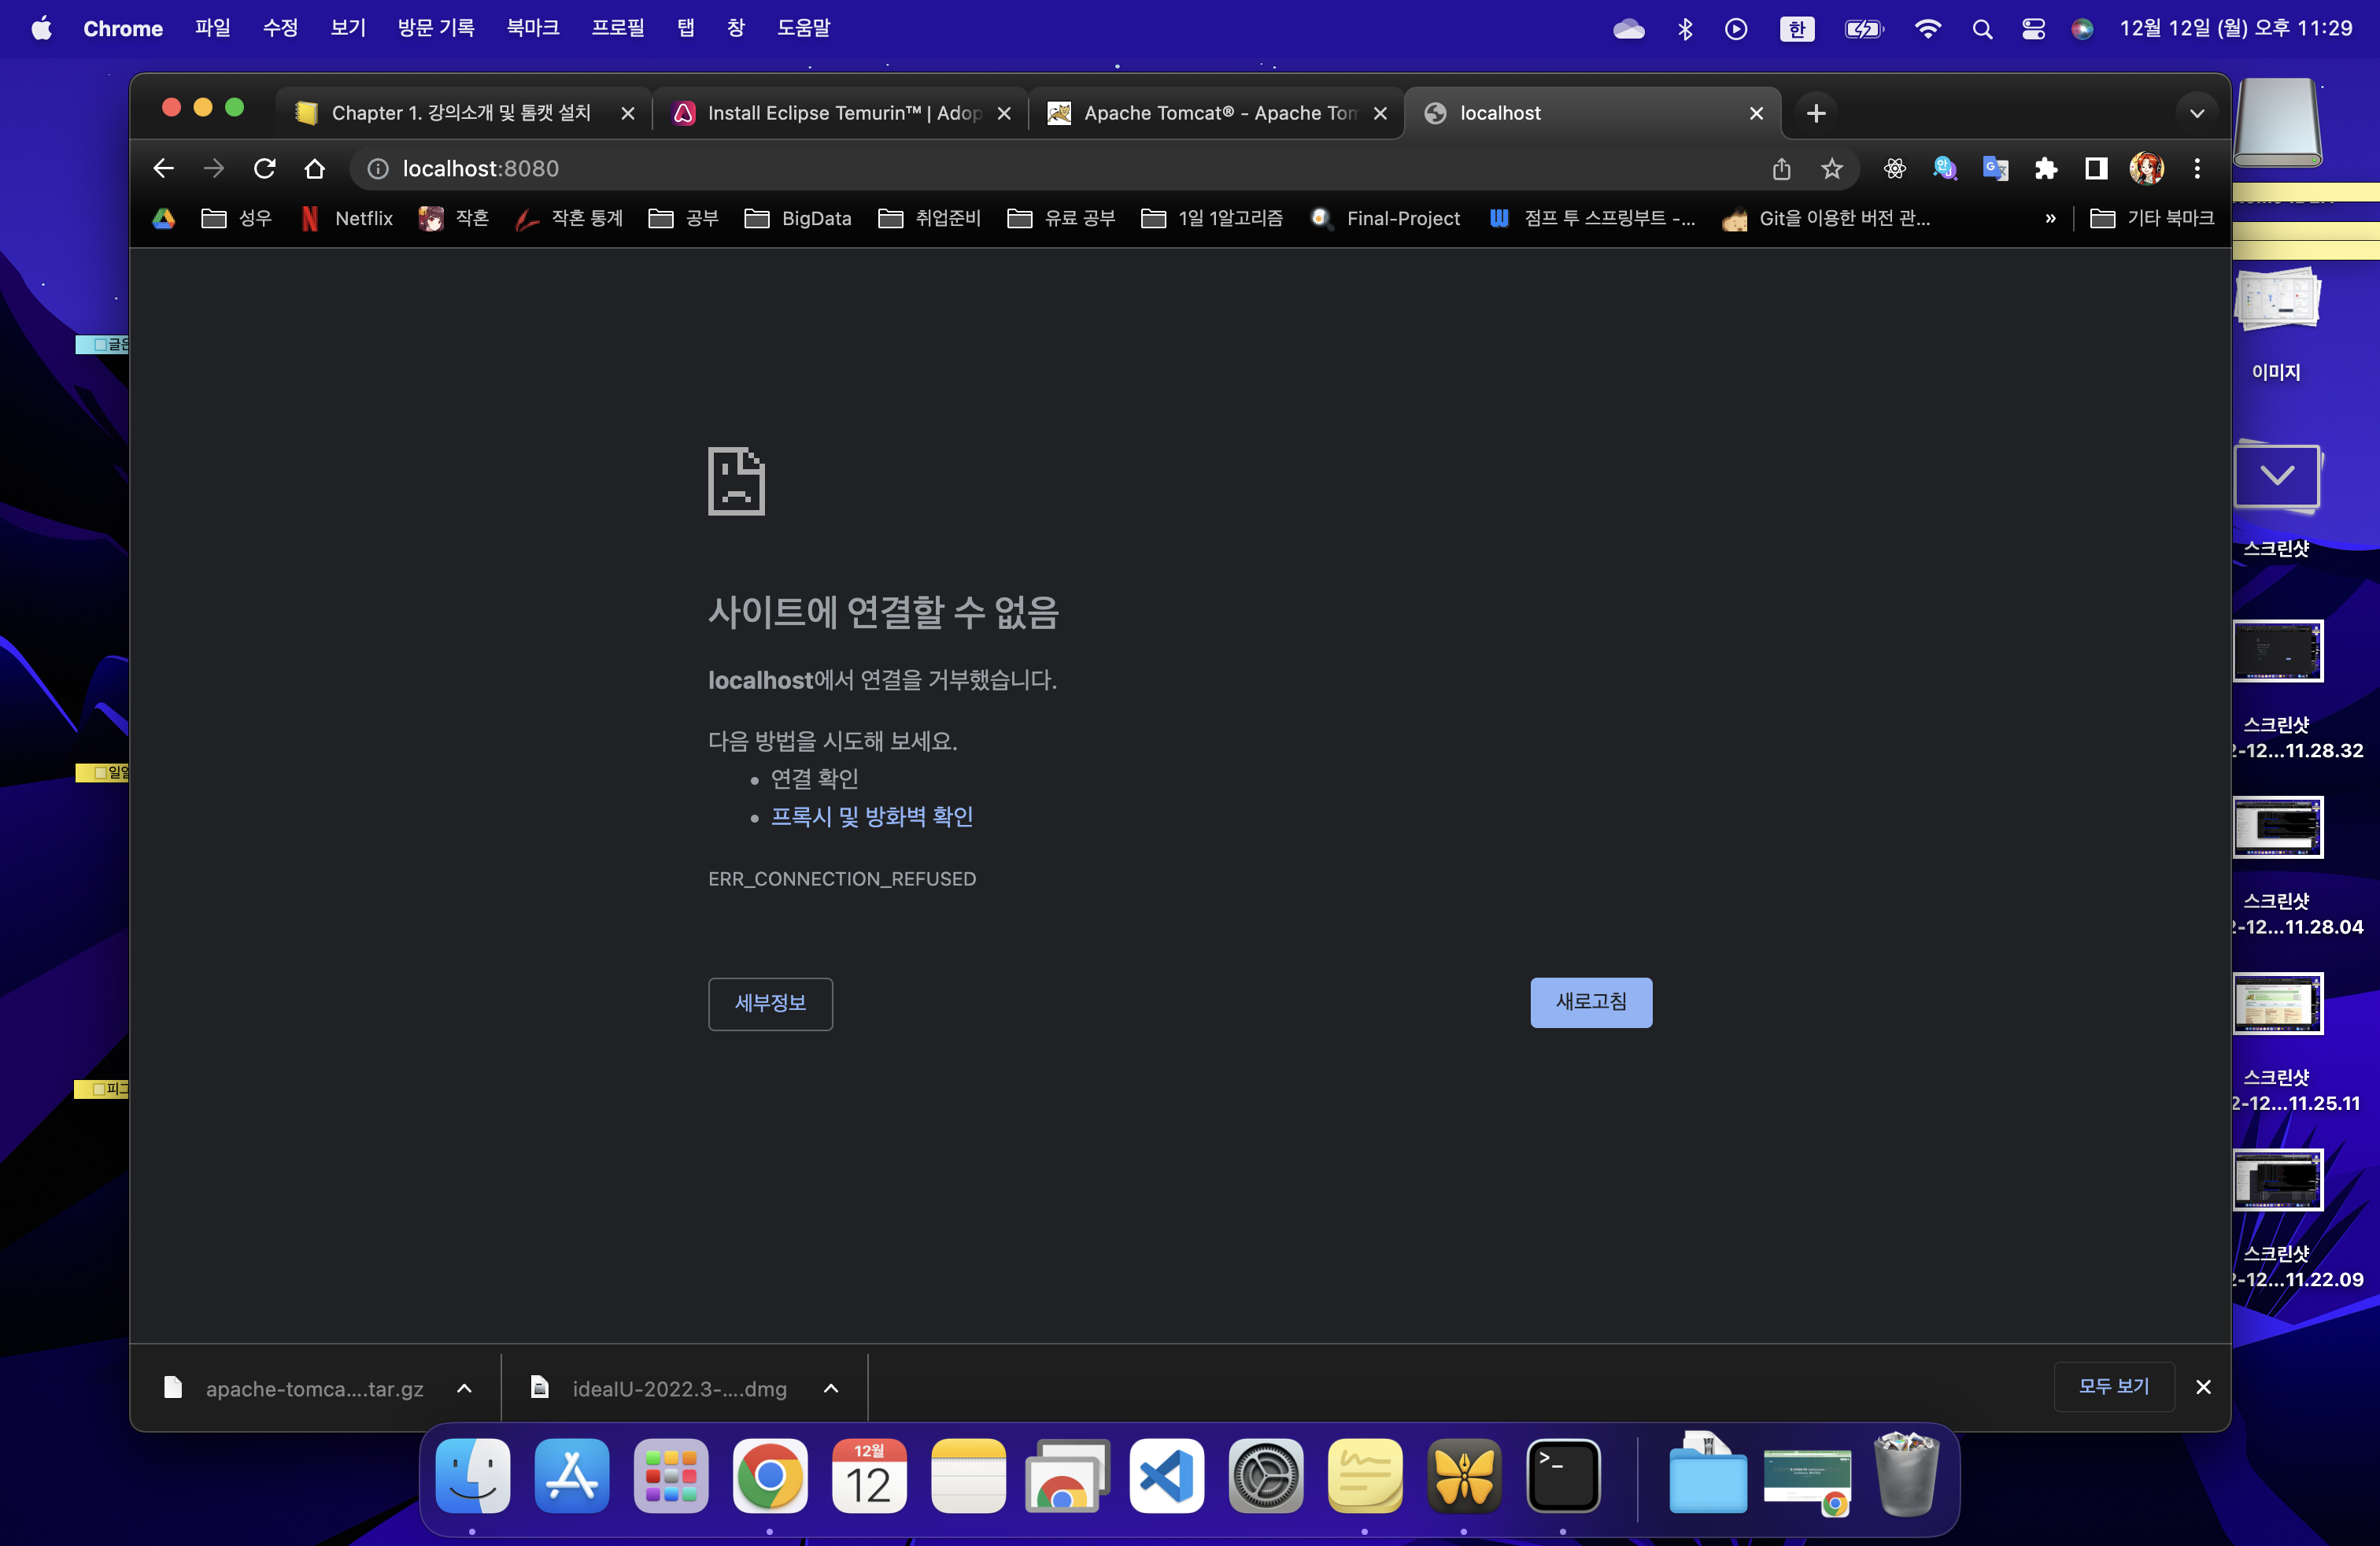 Chrome 파일 수정 보기 방문 기록 북마크 프로필 탭 창 도움말 한 12월 12일 (월) 오후 11:29
Chapter 1. 강의소개 및 톰캣 설치 Install Eclipse Temurin™ | Adop Apache Tomcat® - Apache Tom localhost
localhost:8080
성우 Netflix 작혼 작혼 통계 공부 BigData 취업준비 유료 공부 1일 1알고리즘 Final-Project 점프 투 스프링부트 -... Git을 이용한 버전 관... » 기타 북마크
글은
이미지
스크린샷
사이트에 연결할 수 없음
localhost에서 연결을 거부했습니다.
다음 방법을 시도해 보세요.
연결 확인
프록시 및 방화벽 확인
ERR_CONNECTION_REFUSED
세부정보 새로고침
스크린샷
2-12...11.28.32
일일
스크린샷
2-12...11.28.04
스크린샷
2-12...11.25.11
피그
스크린샷
2-12...11.22.09
apache-tomca....tar.gz ideaIU-2022.3-....dmg 모두 보기
12월
12